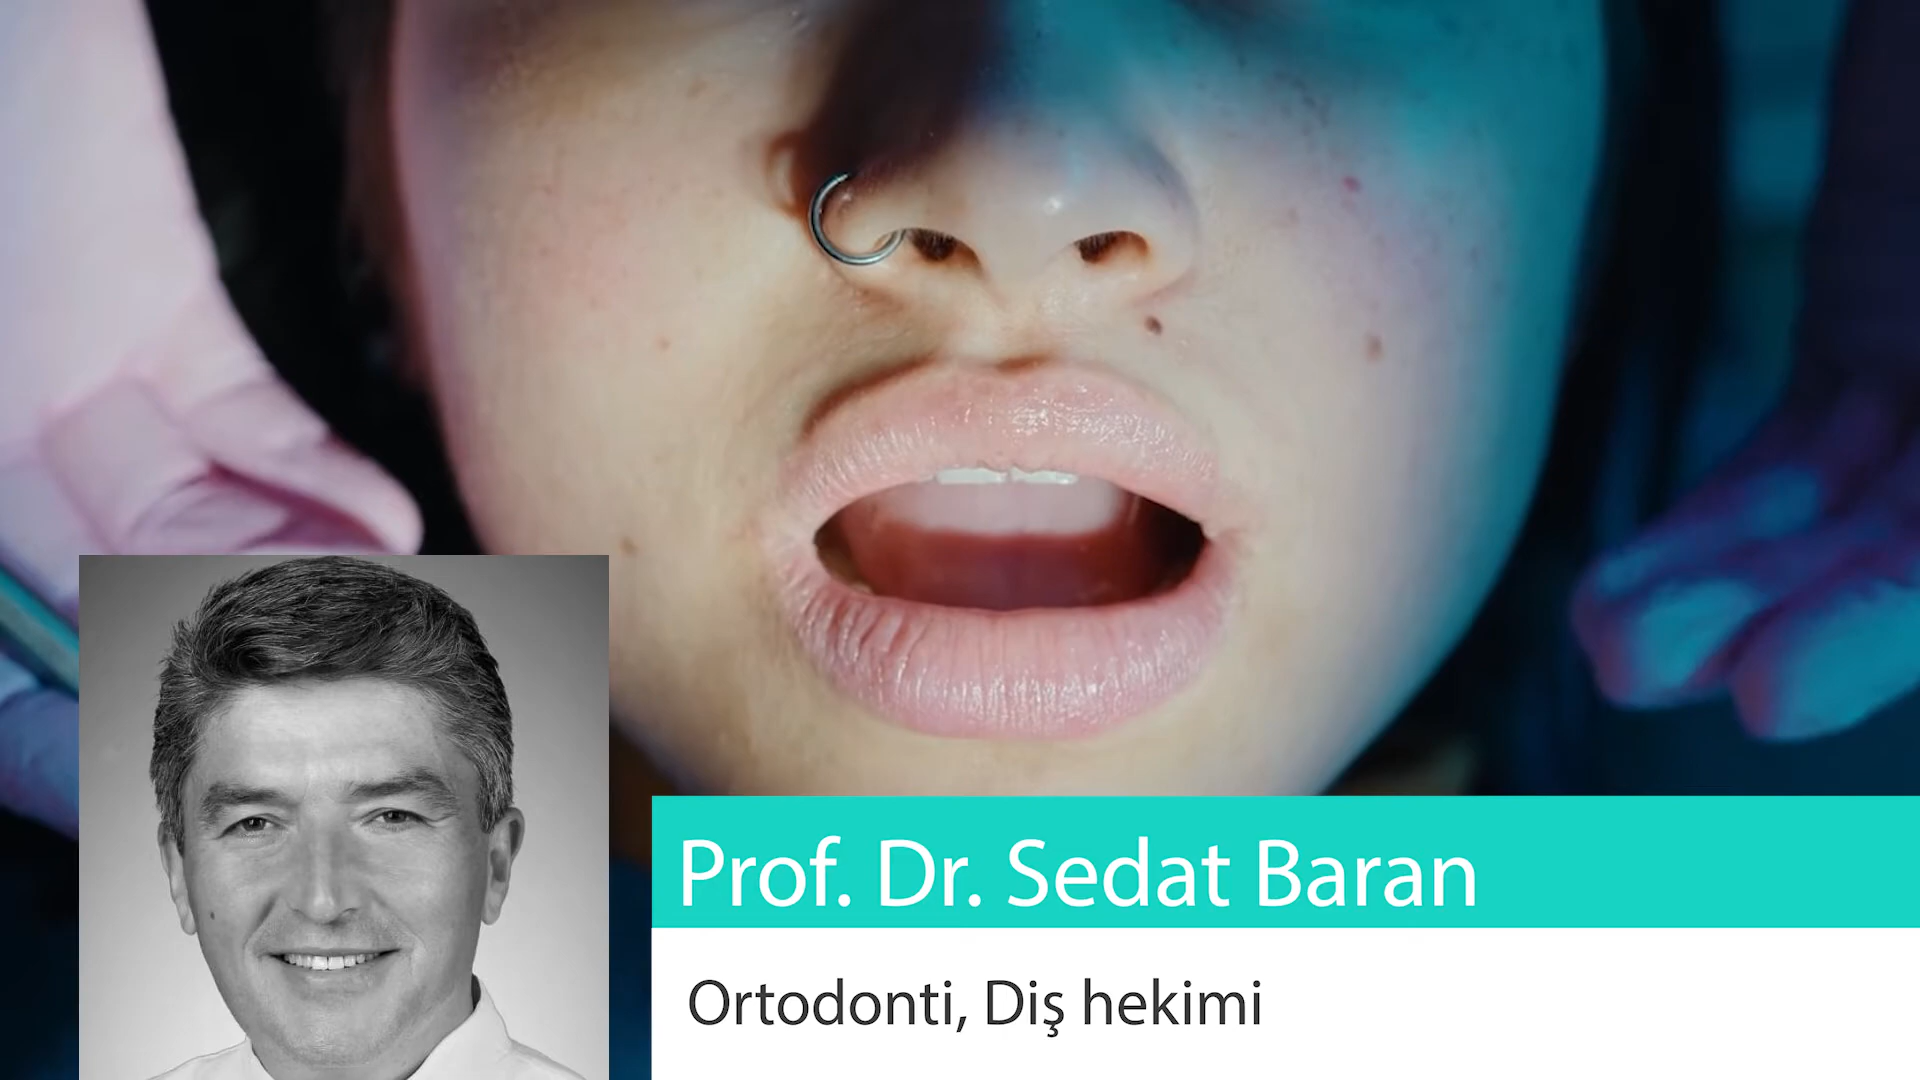 Prof. Dr. Sedat Baran
Ortodonti, Diş hekimi